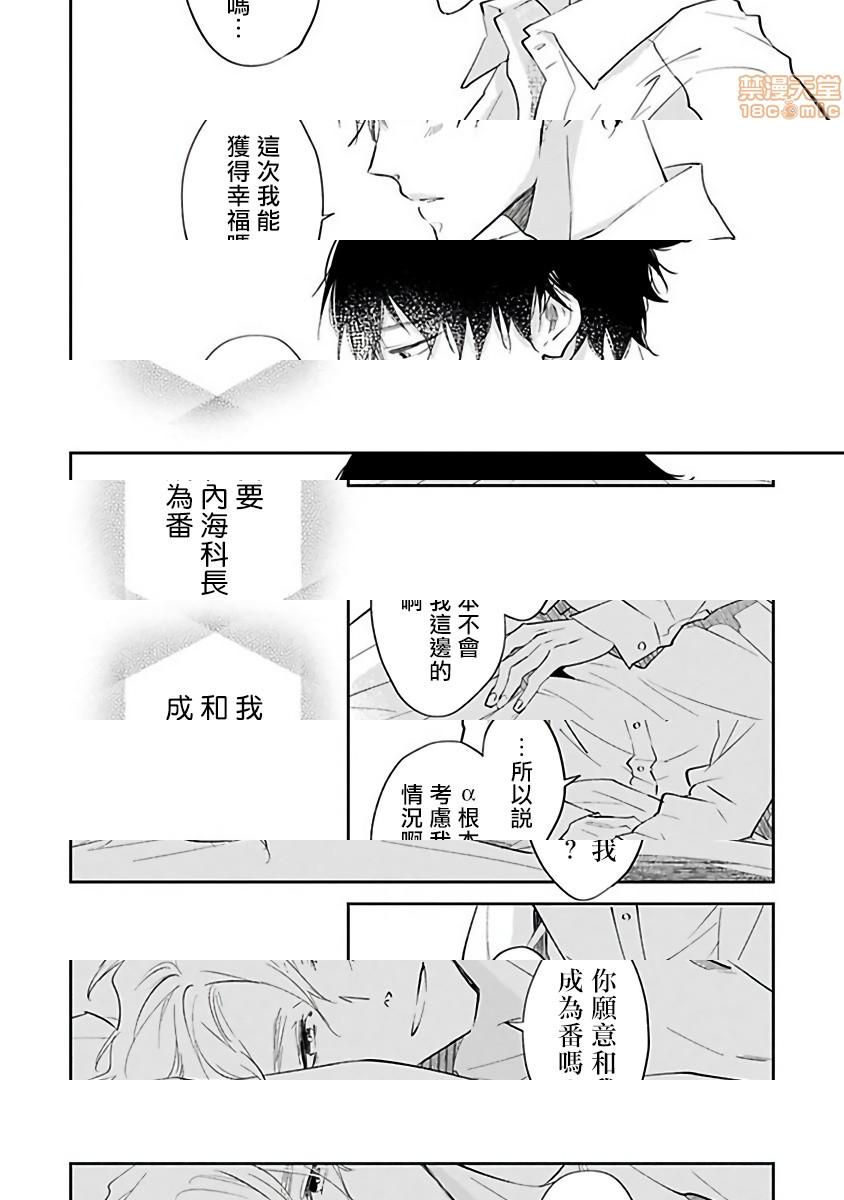 禁漫天堂
18comic
嗎…
這次我能
獲得幸福嗎
要
內海科長
為番
本不會
我這邊的
啊
我
和
成
…所以説
α根本
考慮我
情況啊
我
？
你願意和我
成為番嗎